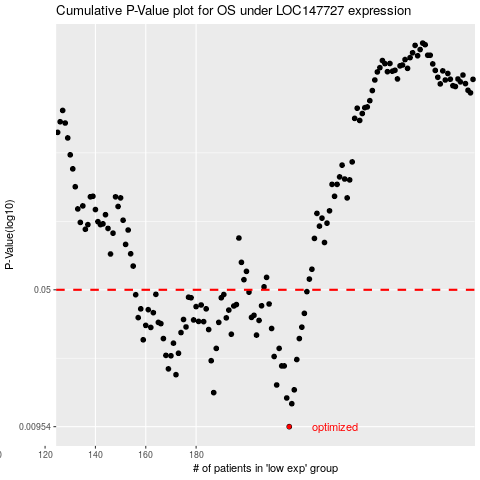 Cumulative P-Value plot for OS under LOC147727 expression
P-Value(log10)
0.05
0.00954
optimized
0 120 140 160 180
# of patients in 'low exp' group